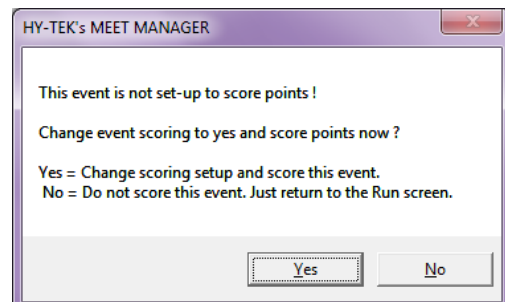 HY-TEK's MEET MANAGER
This event is not set-up to score points !
Change event scoring to yes and score points now ?
Yes = Change scoring setup and score this event.
No = Do not score this event. Just return to the Run screen.
Yes
No